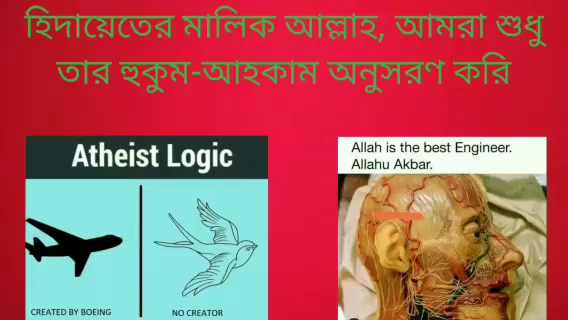 হিদায়েতের মালিক আল্লাহ, আমরা শুধু
তার হুকুম-আহকাম অনুসরণ করি
Atheist Logic
CREATED BY BOEING
NO CREATOR
Allah is the best Engineer.
Allahu Akbar.